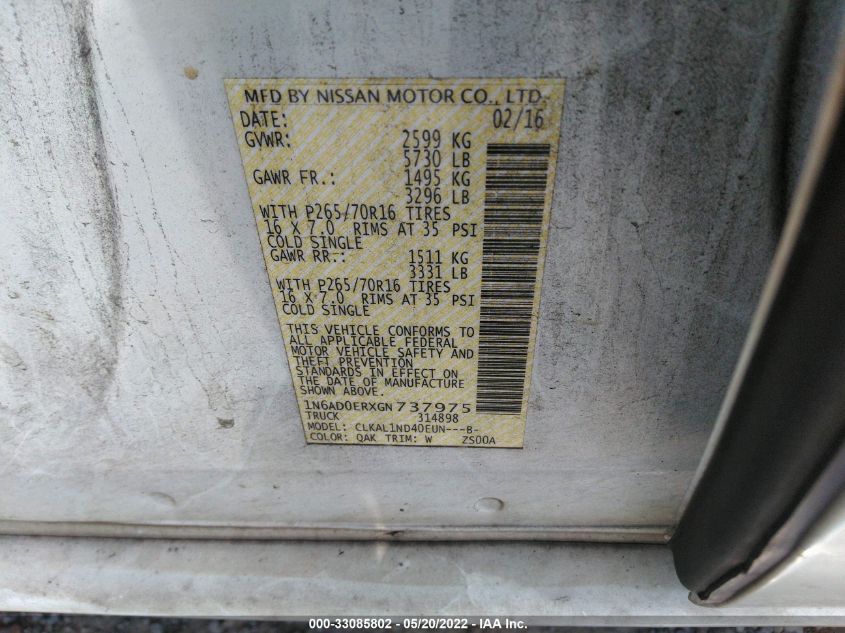 MFD BY NISSAN MOTOR CO., LTD.
DATE: 02/16
GVWR: 2599 KG
5730 LB
GAWR FR.: 1495 KG
3296 LB
WITH P265/70R16 TIRES
16 X 7.0 RIMS AT 35 PSI
COLD SINGLE
GAWR RR.: 1511 KG
3331 LB
WITH P265/70R16 TIRES
16 X 7.0 RIMS AT 35 PSI
COLD SINGLE
THIS VEHICLE CONFORMS TO
ALL APPLICABLE FEDERAL
MOTOR VEHICLE SAFETY AND
THEFT PREVENTION
STANDARDS IN EFFECT ON
THE DATE OF MANUFACTURE
SHOWN ABOVE.
1N6AD0ERXGN737975
TRUCK 314898
MODEL: CLKAL1ND40EUN---B-
COLOR: QAK TRIM: W ZS00A
000-33085802 - 05/20/2022 - IAA Inc.